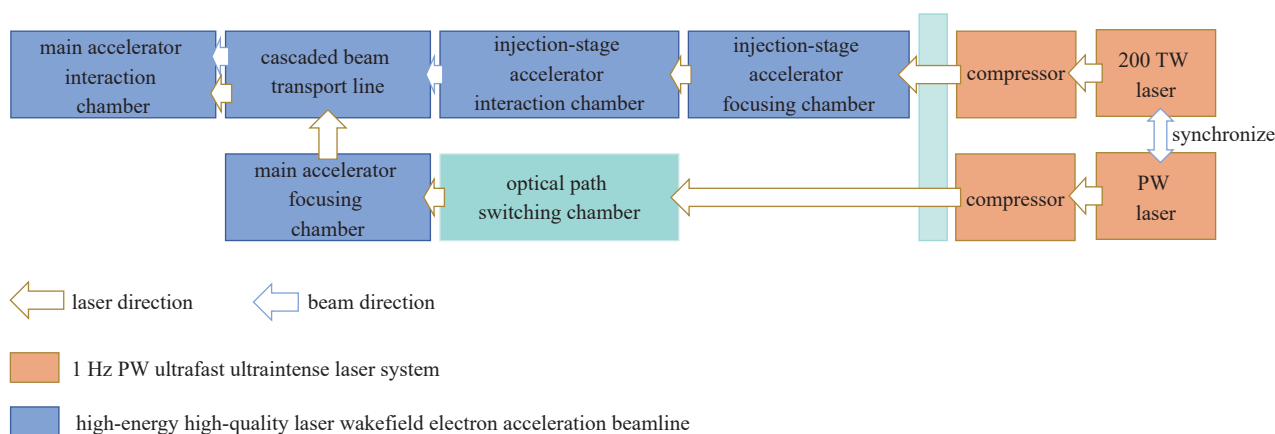 main accelerator
interaction
chamber
cascaded beam
transport line
injection-stage
accelerator
interaction chamber
injection-stage
accelerator
focusing chamber
compressor
200 TW
laser
synchronize
main accelerator
focusing
chamber
optical path
switching chamber
compressor
PW
laser
laser direction
beam direction
1 Hz PW ultrafast ultraintense laser system
high-energy high-quality laser wakefield electron acceleration beamline